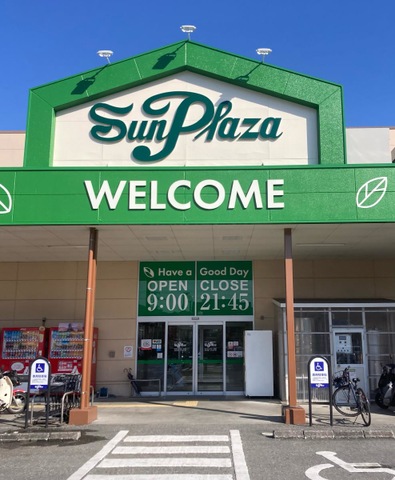 SunPlaza
WELCOME
Have a Good Day
OPEN CLOSE
9:00 21:45